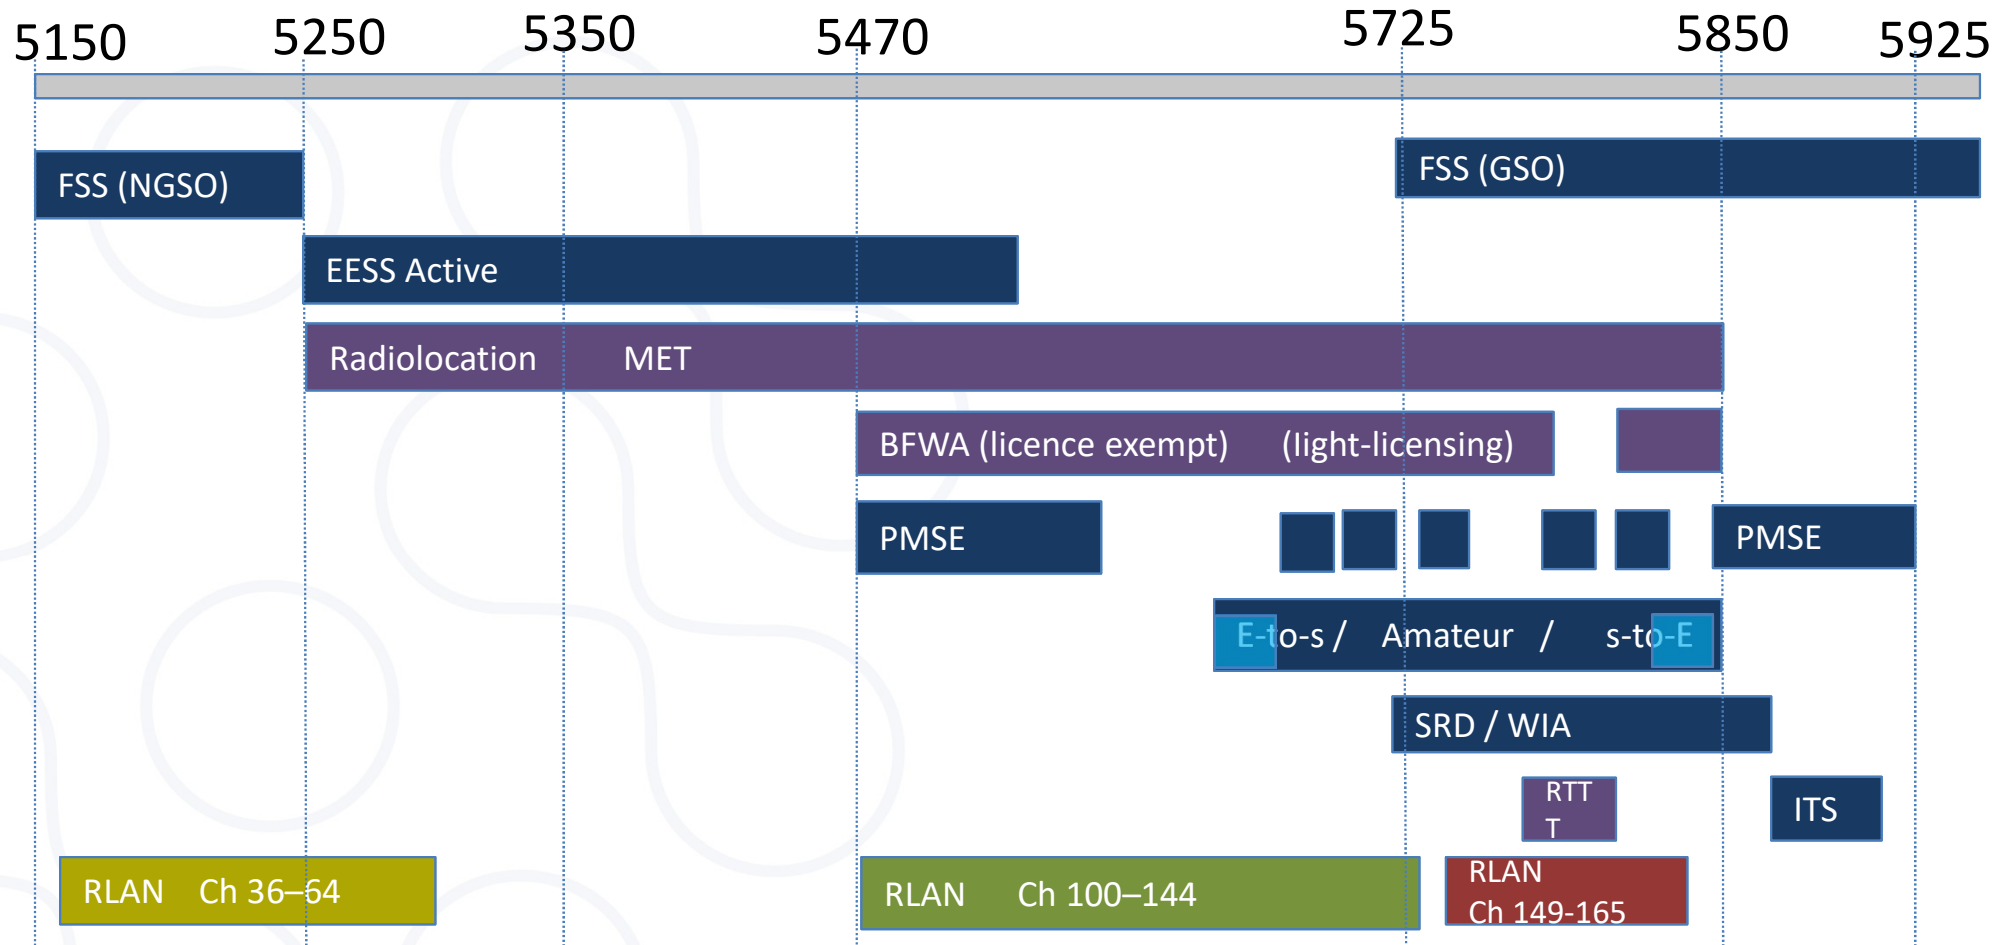 5150 5250 5350 5470 5725 5850 5925
FSS (NGSO)
FSS (GSO)
EESS Active
Radiolocation MET
BFWA (licence exempt) (light-licensing)
PMSE
PMSE
E-to-s / Amateur / s-to-E
SRD / WIA
RTT
T
ITS
RLAN Ch 36–64
RLAN Ch 100–144
RLAN
Ch 149-165